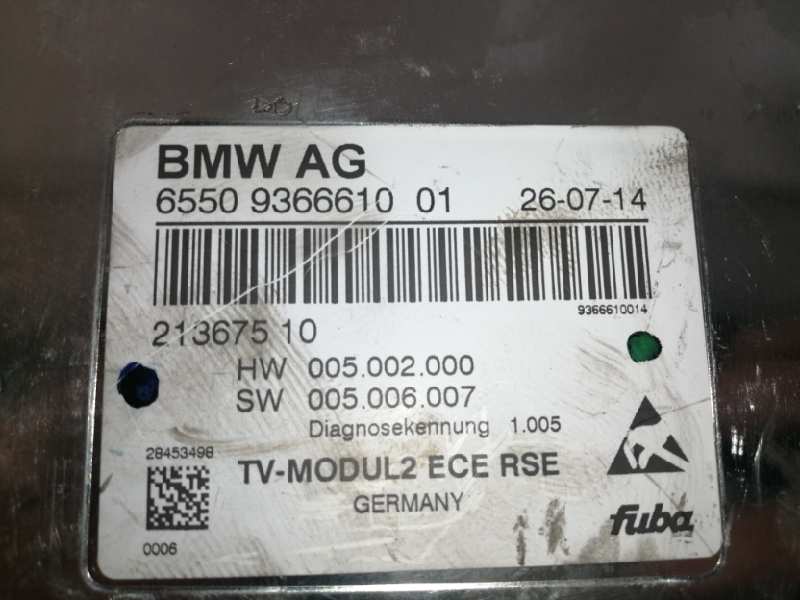 BMW AG
6550 9366610 01 26-07-14
9366610014
213675 10
HW 005.002.000
SW 005.006.007
Diagnosekennung 1.005
28453498
TV-MODUL2 ECE RSE
GERMANY
fuba
0006